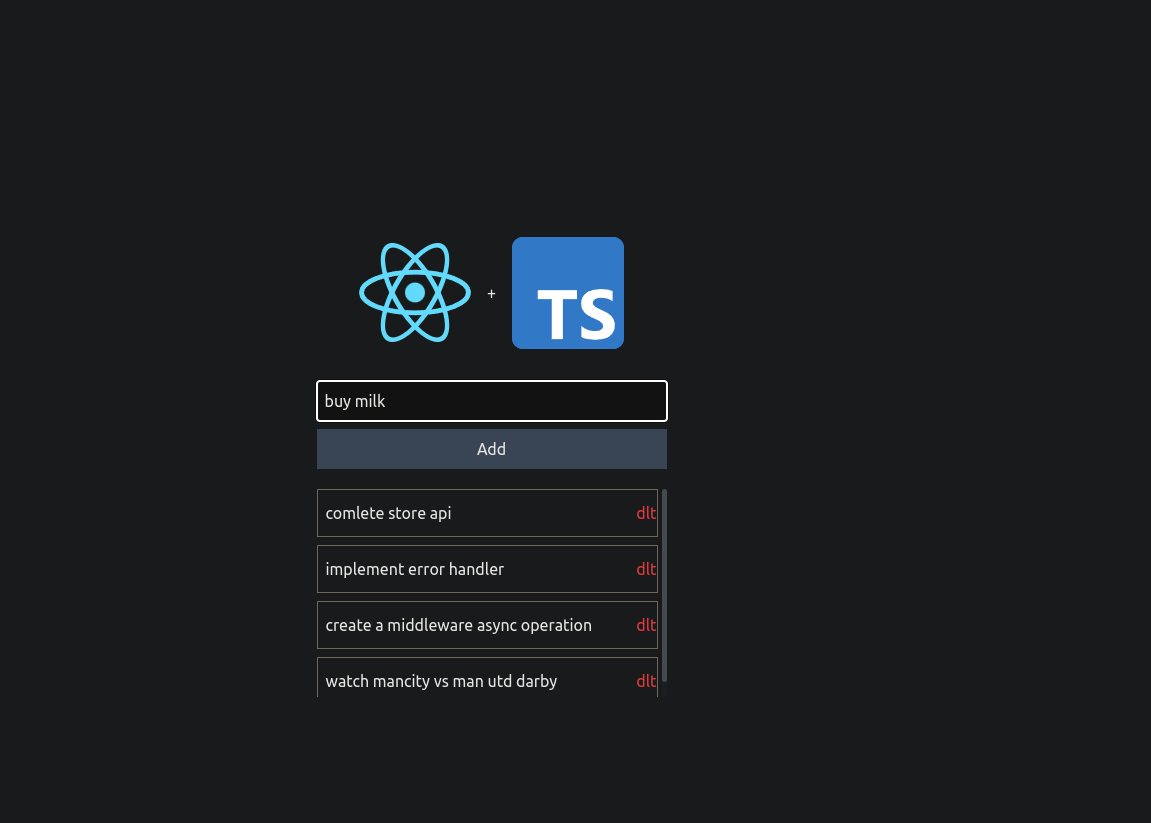 +
TS
buy milk
Add
comlete store api dlt
implement error handler dlt
create a middleware async operation dlt
watch mancity vs man utd darby dlt